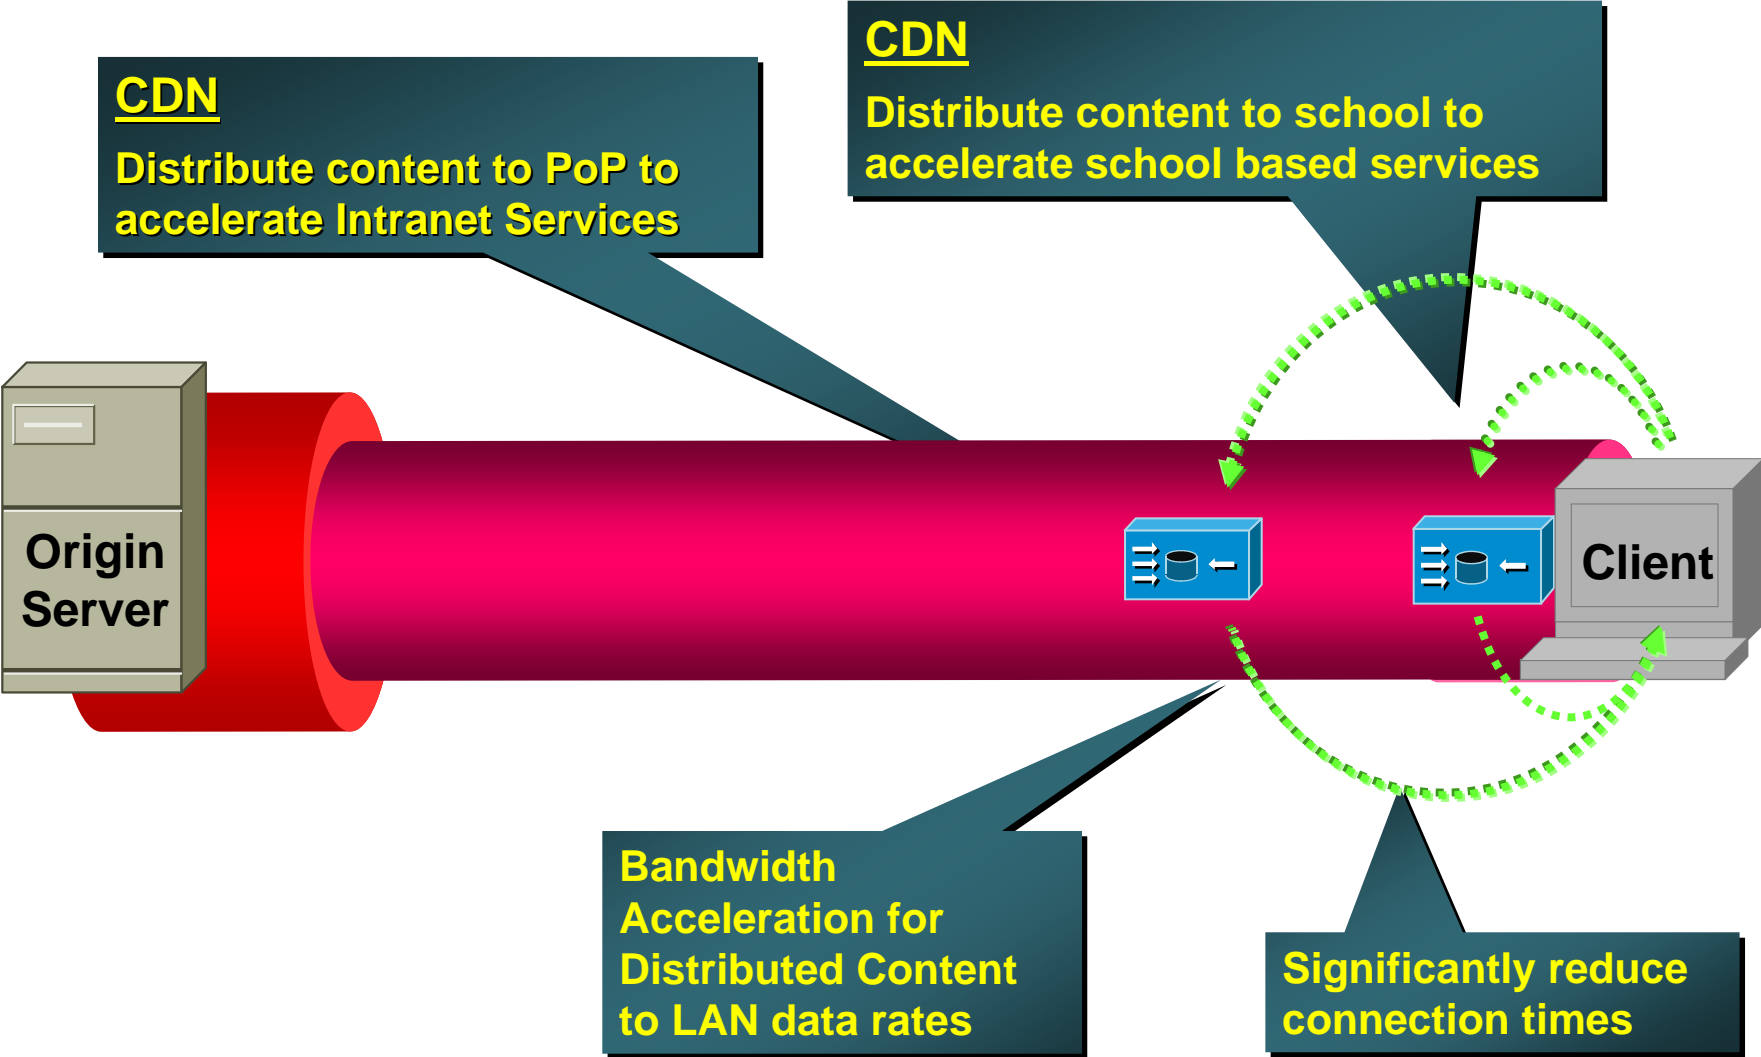 CDN
Distribute content to PoP to
accelerate Intranet Services
CDN
Distribute content to school to
accelerate school based services
Origin
Server
Client
Bandwidth
Acceleration for
Distributed Content
to LAN data rates
Significantly reduce
connection times